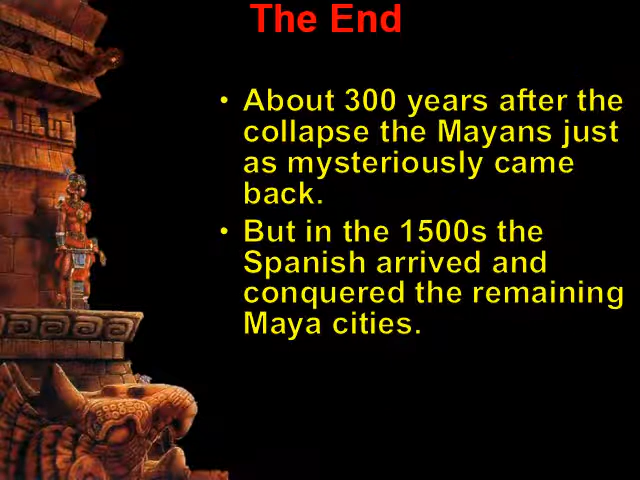 The End
• About 300 years after the
collapse the Mayans just
as mysteriously came
back.
• But in the 1500s the
Spanish arrived and
conquered the remaining
Maya cities.